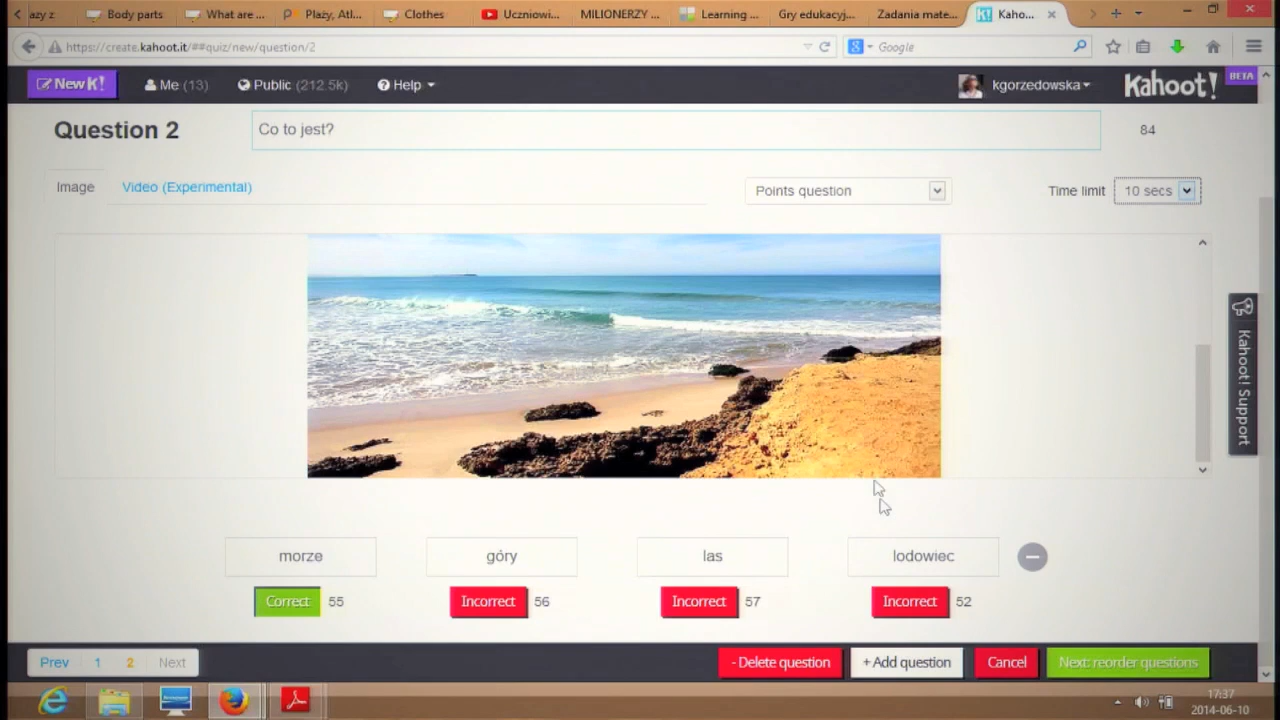 azy z
Body parts
What are ...
Plaży, Atl...
Clothes
Uczniowi...
MILIONERZY ...
Learning ...
Gry edukacyj...
Zadania mate...
Kaho...
https://create.kahoot.it/##quiz/new/question/2
Google
New K!
Me (13)
Public (212.5k)
Help
kgorzedowska
Kahoot!
BETA
Question 2
Co to jest?
84
Image
Video (Experimental)
Points question
Time limit
10 secs
Kahoot! Support
morze
góry
las
lodowiec
Correct 55
Incorrect 56
Incorrect 57
Incorrect 52
Prev 1 2 Next
- Delete question
+ Add question
Cancel
Next: reorder questions
17:37
2014-06-10